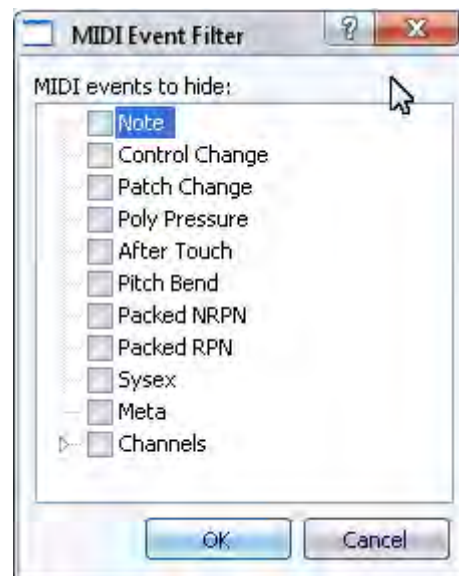 MIDI Event Filter
?
MIDI events to hide:
Note
Control Change
Patch Change
Poly Pressure
After Touch
Pitch Bend
Packed NRPN
Packed RPN
Sysex
Meta
Channels
OK
Cancel